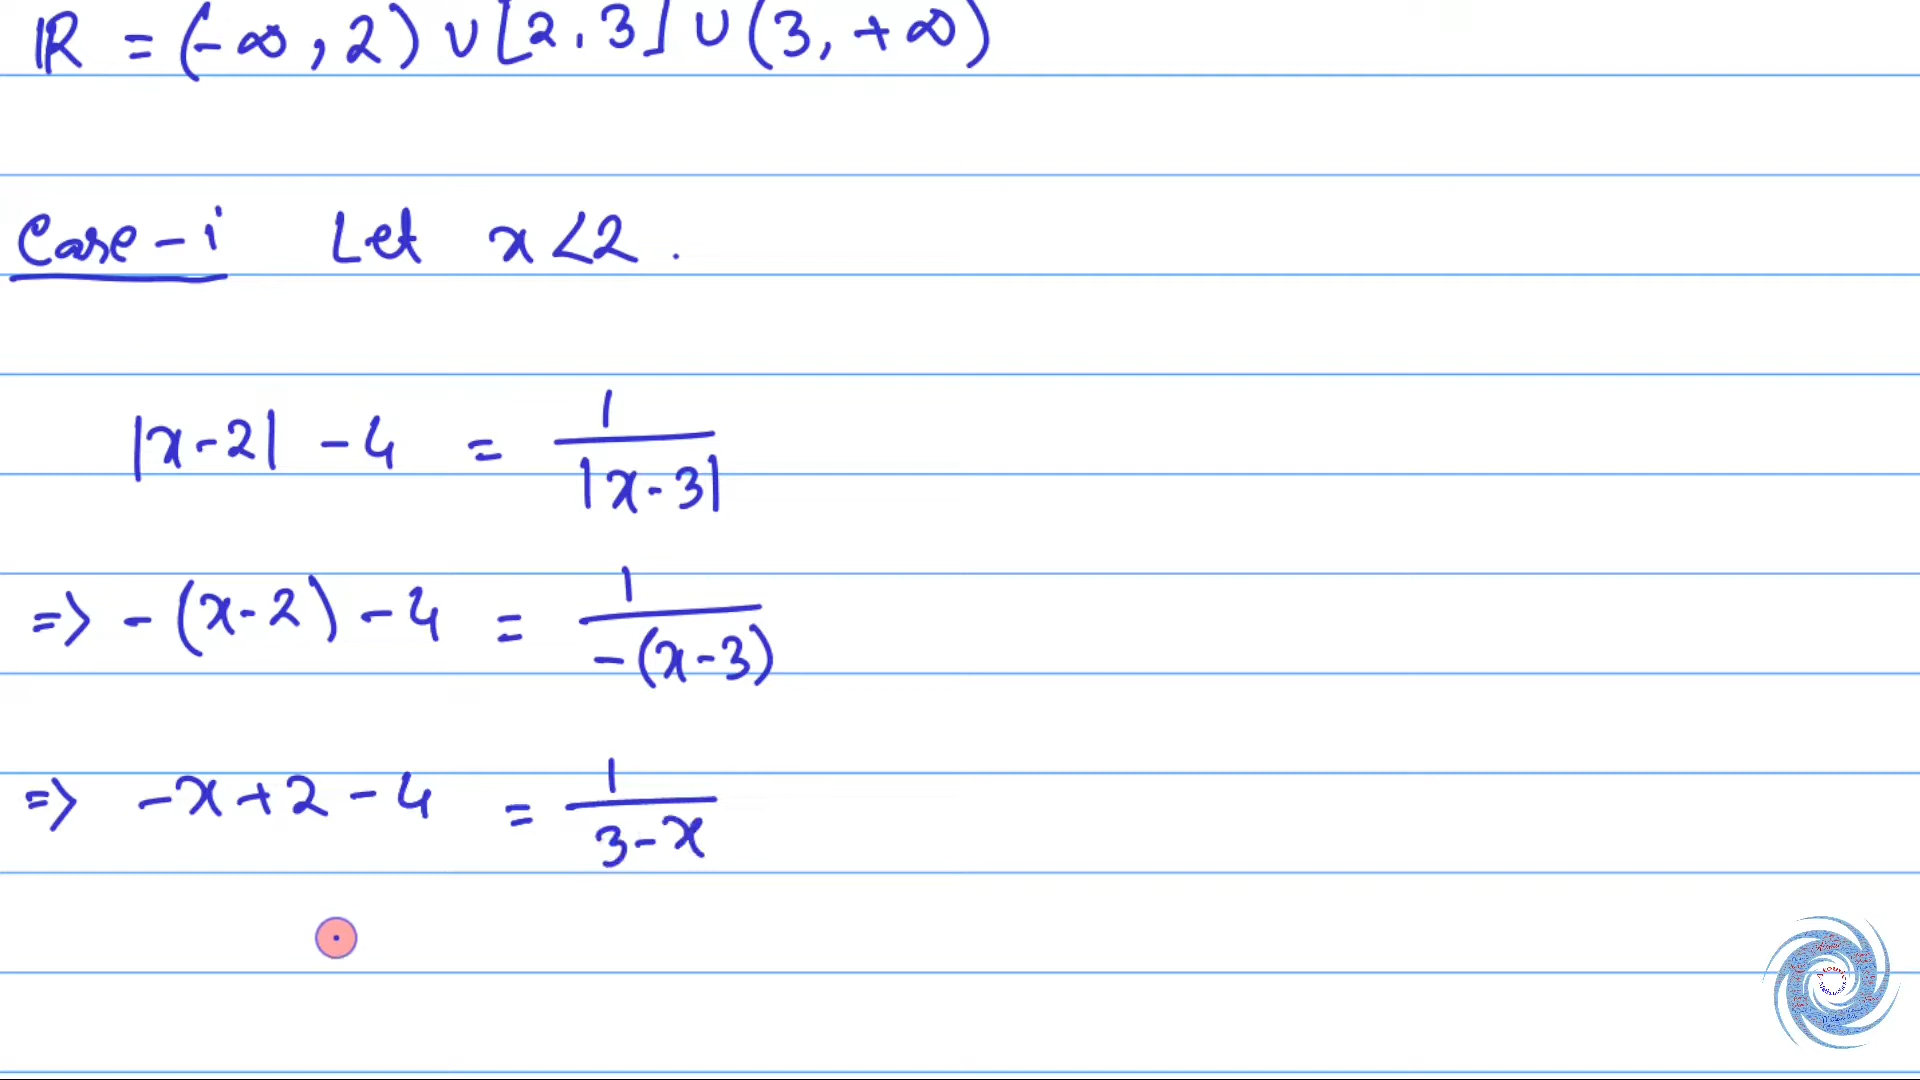 ℝ = (-∞, 2) ∪ [2, 3] ∪ (3, +∞)
Case-i Let x<2.
|x-2| -4 = 1/|x-3|
=> -(x-2) -4 = 1/-(x-3)
=> -x+2-4 = 1/3-x